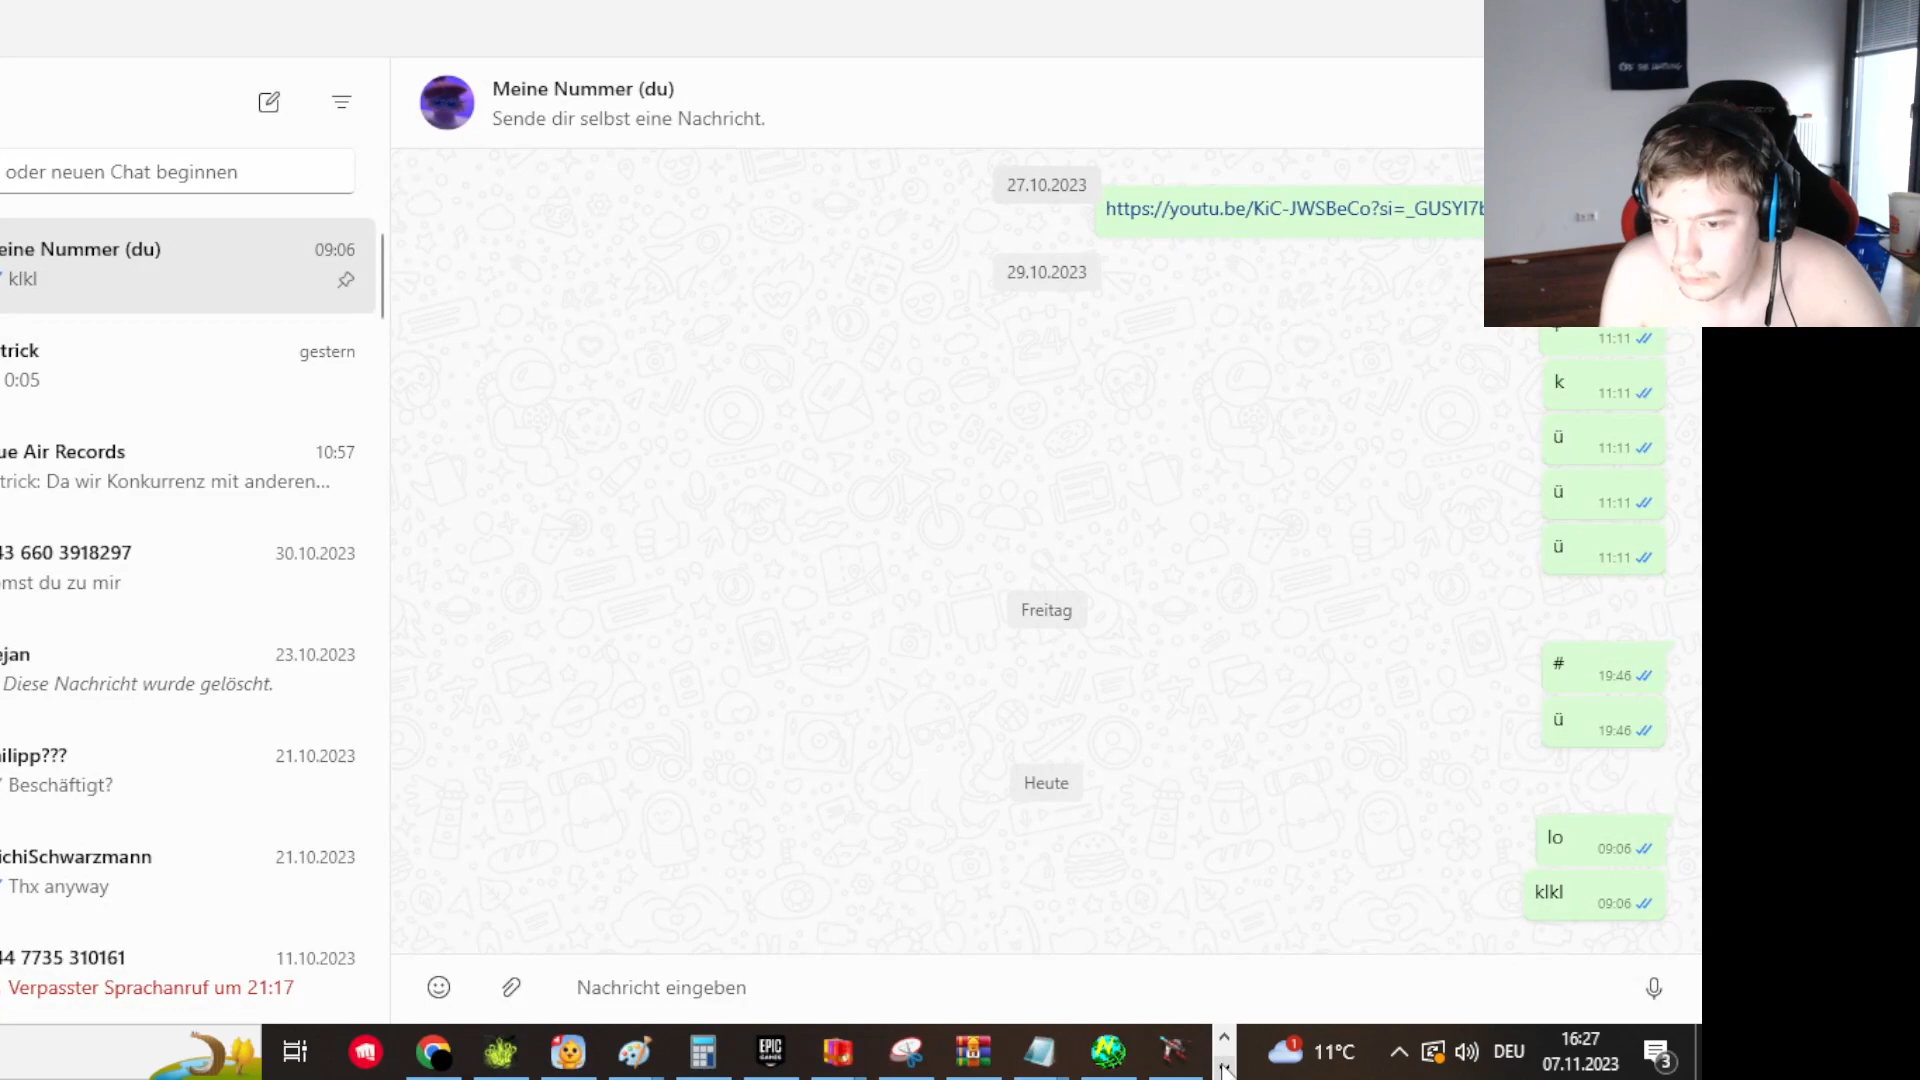 Meine Nummer (du)
Sende dir selbst eine Nachricht.
oder neuen Chat beginnen
eine Nummer (du)
09:06
klkl
trick
gestern
0:05
ue Air Records
10:57
trick: Da wir Konkurrenz mit anderen...
43 660 3918297
30.10.2023
mst du zu mir
ejan
23.10.2023
Diese Nachricht wurde gelöscht.
ilipp???
21.10.2023
Beschäftigt?
ichiSchwarzmann
21.10.2023
Thx anyway
44 7735 310161
11.10.2023
Verpasster Sprachanruf um 21:17
27.10.2023
https://youtu.be/KiC-JWSBeCo?si=_GUSYI7
29.10.2023
11:11
k
11:11
ü
11:11
ü
11:11
ü
11:11
Freitag
#
19:46
ü
19:46
Heute
lo
09:06
klkl
09:06
Nachricht eingeben
EPIC
GAMES
1
11°C
DEU
16:27
07.11.2023
3